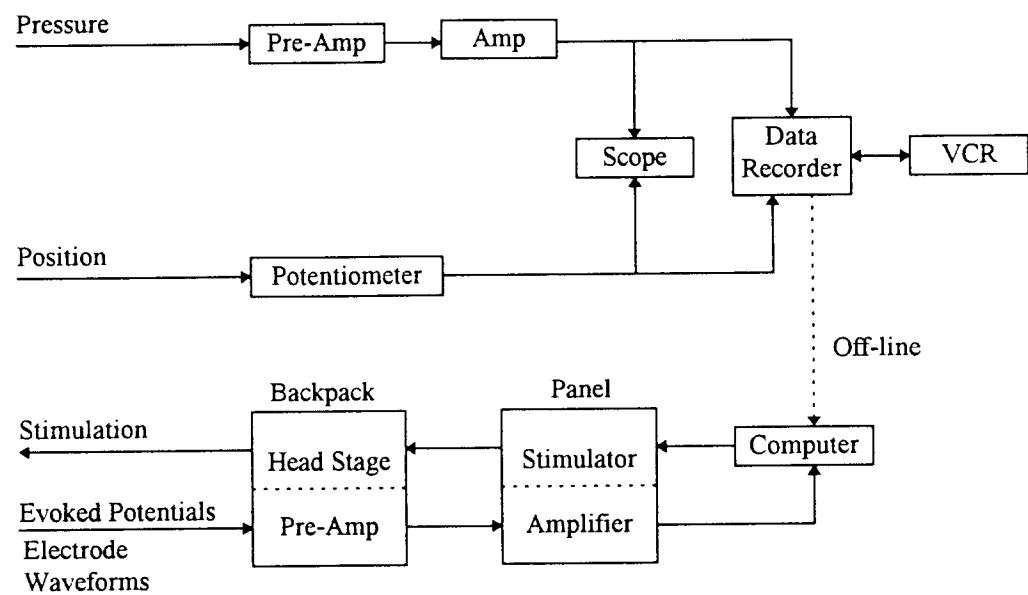 Pressure
Pre-Amp
Amp
Scope
Data
Recorder
VCR
Position
Potentiometer
Off-line
Backpack
Panel
Stimulation
Head Stage
Stimulator
Computer
Evoked Potentials
Pre-Amp
Amplifier
Electrode
Waveforms